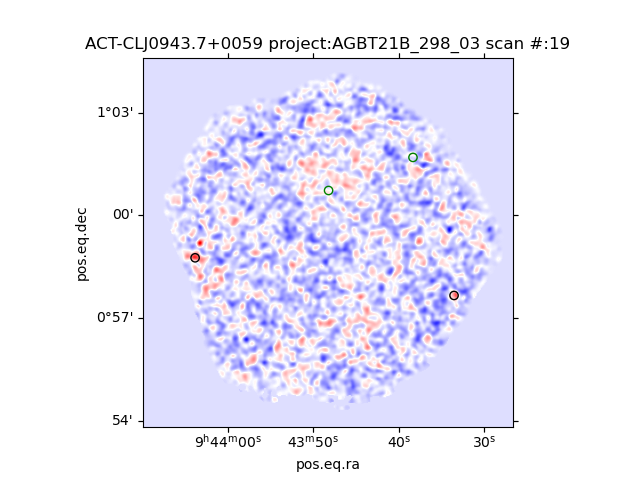 ACT-CLJ0943.7+0059 project:AGBT21B_298_03 scan #:19
1°03'
00'
0°57'
54'
pos.eq.dec
9ʰ44ᵐ00ˢ 43ᵐ50ˢ 40ˢ 30ˢ
pos.eq.ra